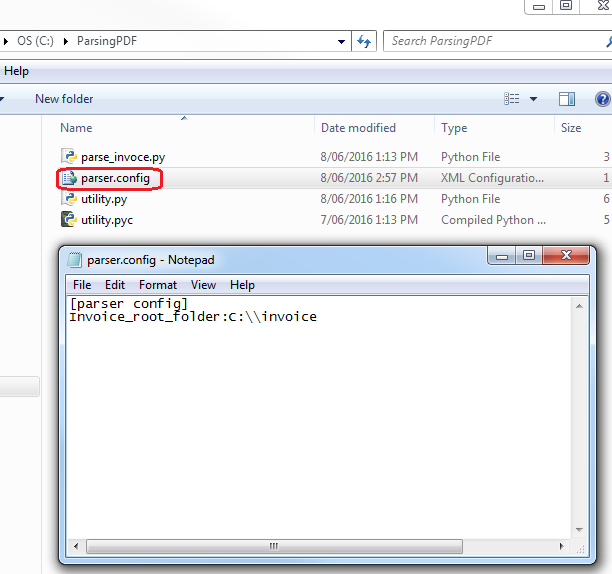 OS (C:) ParsingPDF Search ParsingPDF
Help
New folder
Name Date modified Type Size
parse_invoce.py 8/06/2016 1:13 PM Python File 3
parser.config 8/06/2016 2:57 PM XML Configuratio... 1
utility.py 8/06/2016 1:16 PM Python File 6
utility.pyc 7/06/2016 1:13 PM Compiled Python ... 5
parser.config - Notepad
File Edit Format View Help
[parser config]
Invoice_root_folder:C:\\invoice